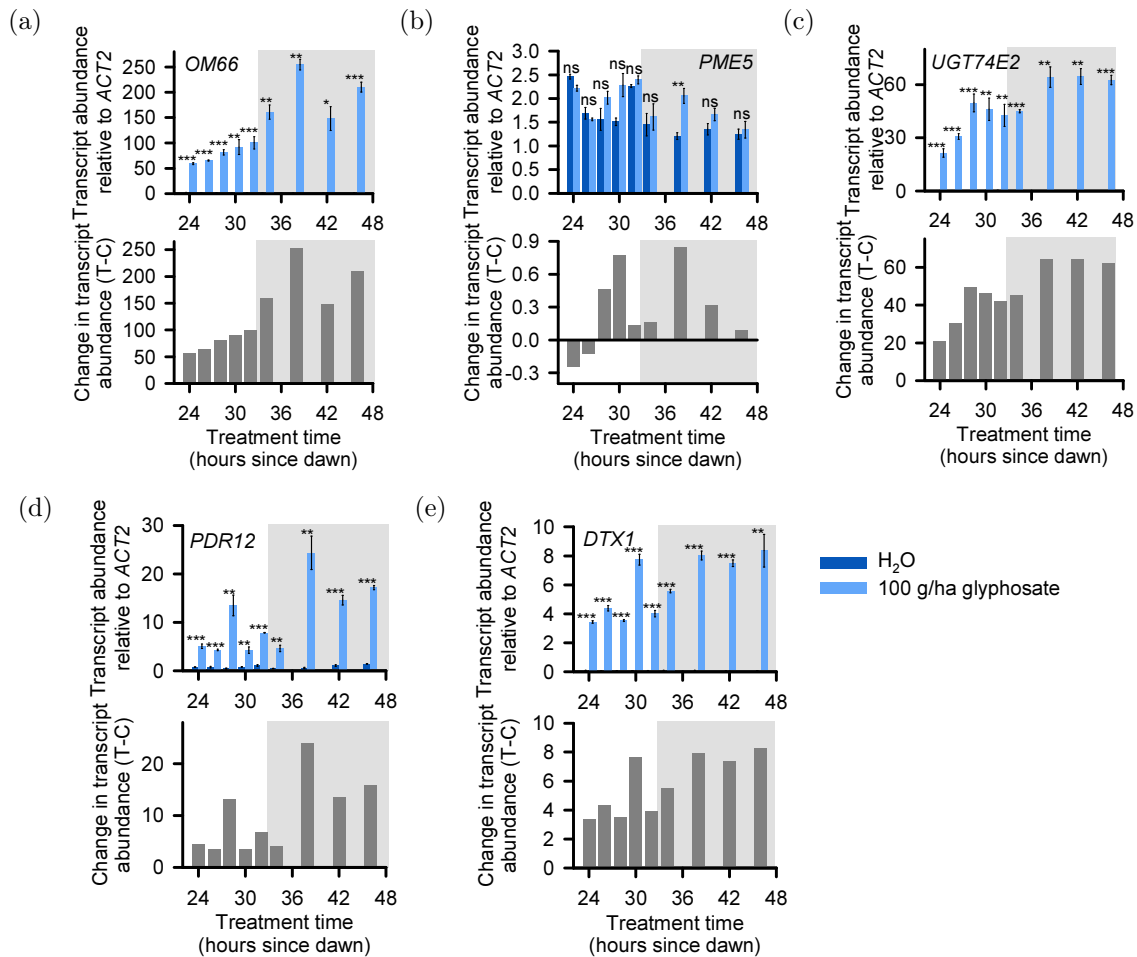 (a)
Transcript abundance
relative to ACT2
250
200
150
100
50
0
OM66
***
***
***
**
***
**
**
*
***
24
30
36
42
48
Change in transcript
abundance (T-C)
250
200
150
100
50
0
24
30
36
42
48
Treatment time
(hours since dawn)
(b)
Transcript abundance
relative to ACT2
3.0
2.5
2.0
1.5
1.0
0.5
0.0
PME5
ns
ns
ns
ns
ns
ns
**
ns
ns
24
30
36
42
48
Change in transcript
abundance (T-C)
0.9
0.6
0.3
0.0
-0.3
24
30
36
42
48
Treatment time
(hours since dawn)
(c)
Transcript abundance
relative to ACT2
60
30
0
UGT74E2
***
***
***
**
**
***
**
**
***
24
30
36
42
48
Change in transcript
abundance (T-C)
60
40
20
0
24
30
36
42
48
Treatment time
(hours since dawn)
(d)
Transcript abundance
relative to ACT2
30
20
10
0
PDR12
***
***
**
**
***
**
**
***
***
24
30
36
42
48
Change in transcript
abundance (T-C)
20
10
0
24
30
36
42
48
Treatment time
(hours since dawn)
(e)
Transcript abundance
relative to ACT2
10
8
6
4
2
0
DTX1
***
***
***
***
***
***
***
***
**
24
30
36
42
48
Change in transcript
abundance (T-C)
10
8
6
4
2
0
24
30
36
42
48
Treatment time
(hours since dawn)
H₂O
100 g/ha glyphosate